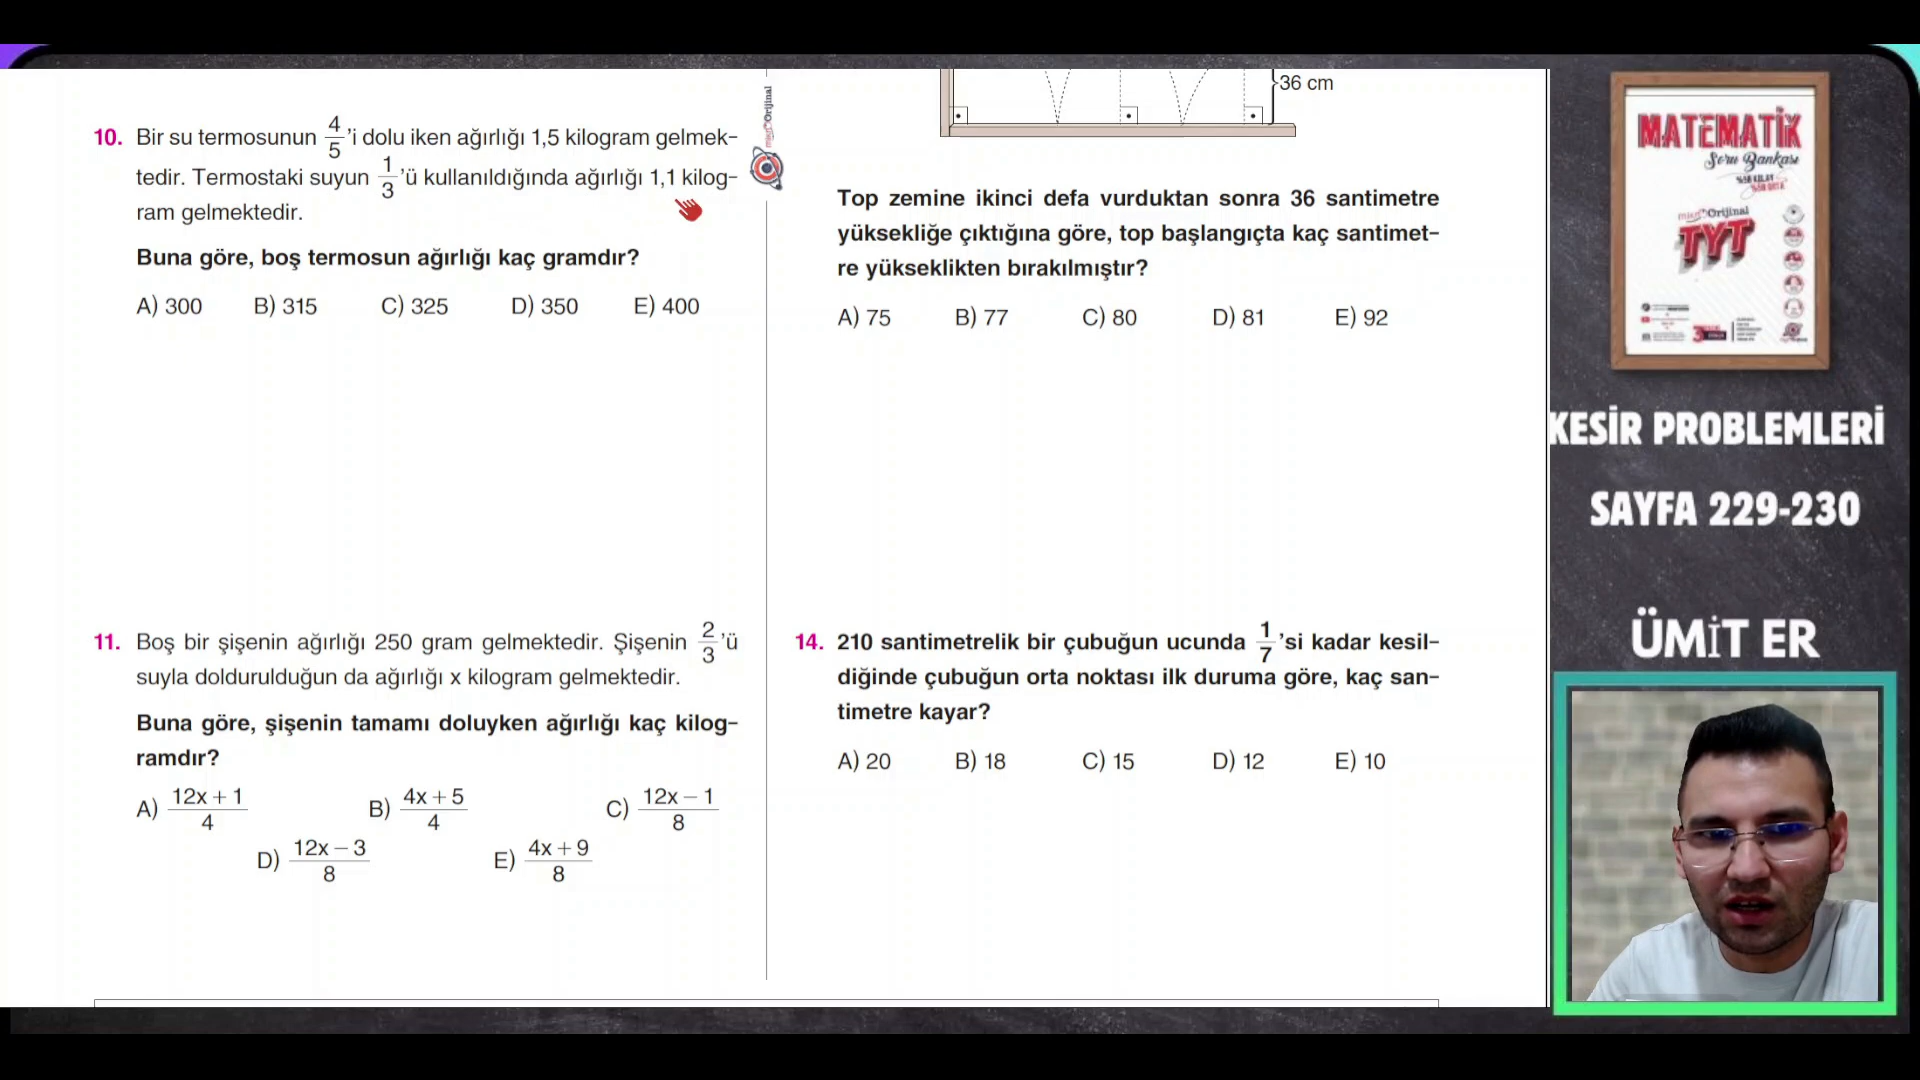 10. Bir su termosunun 4/5 'i dolu iken ağırlığı 1,5 kilogram gelmek-
tedir. Termostaki suyun 1/3 'ü kullanıldığında ağırlığı 1,1 kilog-
ram gelmektedir.
Buna göre, boş termosun ağırlığı kaç gramdır?
A) 300 B) 315 C) 325 D) 350 E) 400
11. Boş bir şişenin ağırlığı 250 gram gelmektedir. Şişenin 2/3 'ü
suyla doldurulduğun da ağırlığı x kilogram gelmektedir.
Buna göre, şişenin tamamı doluyken ağırlığı kaç kilog-
ramdır?
A) 12x + 1/4 B) 4x + 5/4 C) 12x – 1/8
D) 12x – 3/8 E) 4x + 9/8
Orijinal
36 cm
Top zemine ikinci defa vurduktan sonra 36 santimetre
yüksekliğe çıktığına göre, top başlangıçta kaç santimet-
re yükseklikten bırakılmıştır?
A) 75 B) 77 C) 80 D) 81 E) 92
14. 210 santimetrelik bir çubuğun ucunda 1/7 'si kadar kesil-
diğinde çubuğun orta noktası ilk duruma göre, kaç san-
timetre kayar?
A) 20 B) 18 C) 15 D) 12 E) 10
MATEMATİK
Soru Bankası
Orijinal
TYT
KESİR PROBLEMLERİ
SAYFA 229-230
ÜMİT ER